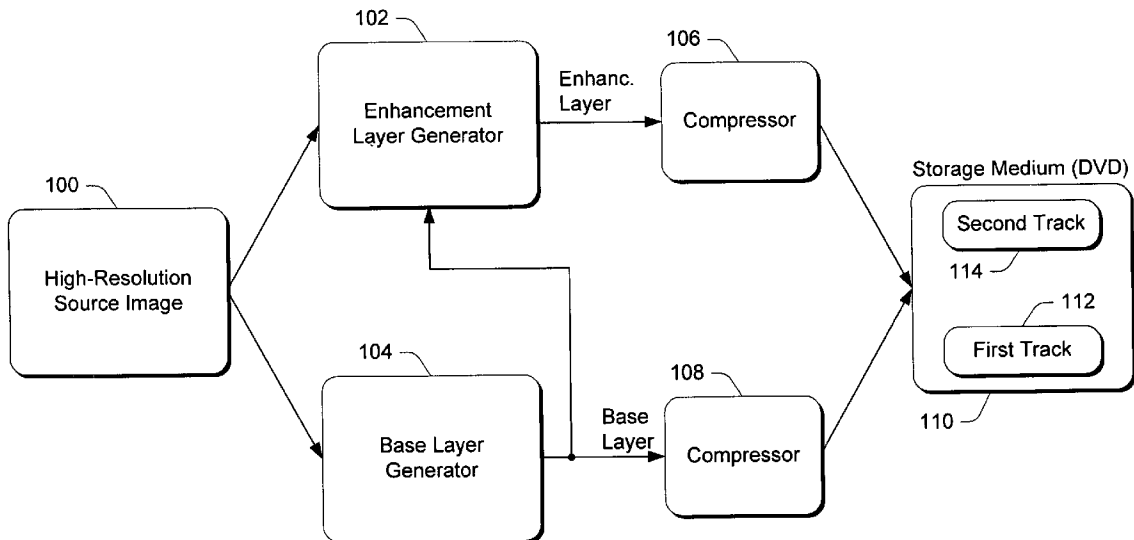 102
106
Enhancement
Layer Generator
Enhanc.
Layer
Compressor
Storage Medium (DVD)
100
Second Track
114
High-Resolution
Source Image
112
First Track
104
108
110
Base Layer
Generator
Base
Layer
Compressor